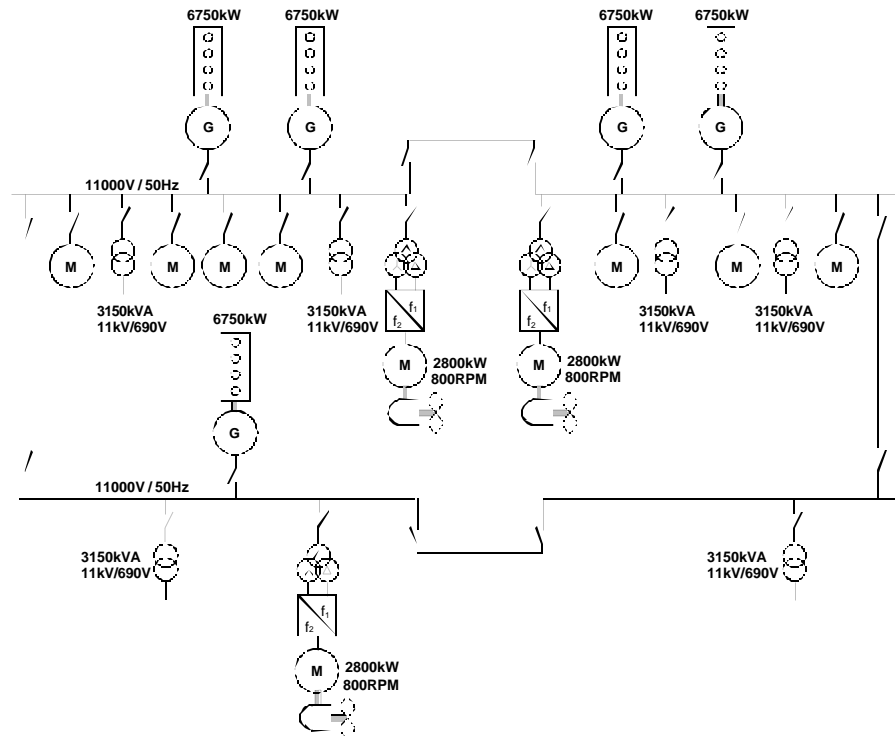 6750kW
6750kW
6750kW
6750kW
G
G
G
G
11000V / 50Hz
M
M
M
M
M
M
M
3150kVA
11kV/690V
3150kVA
11kV/690V
3150kVA
11kV/690V
3150kVA
11kV/690V
f1
f2
f1
f2
6750kW
M
2800kW
800RPM
M
2800kW
800RPM
G
11000V / 50Hz
3150kVA
11kV/690V
3150kVA
11kV/690V
f1
f2
M
2800kW
800RPM